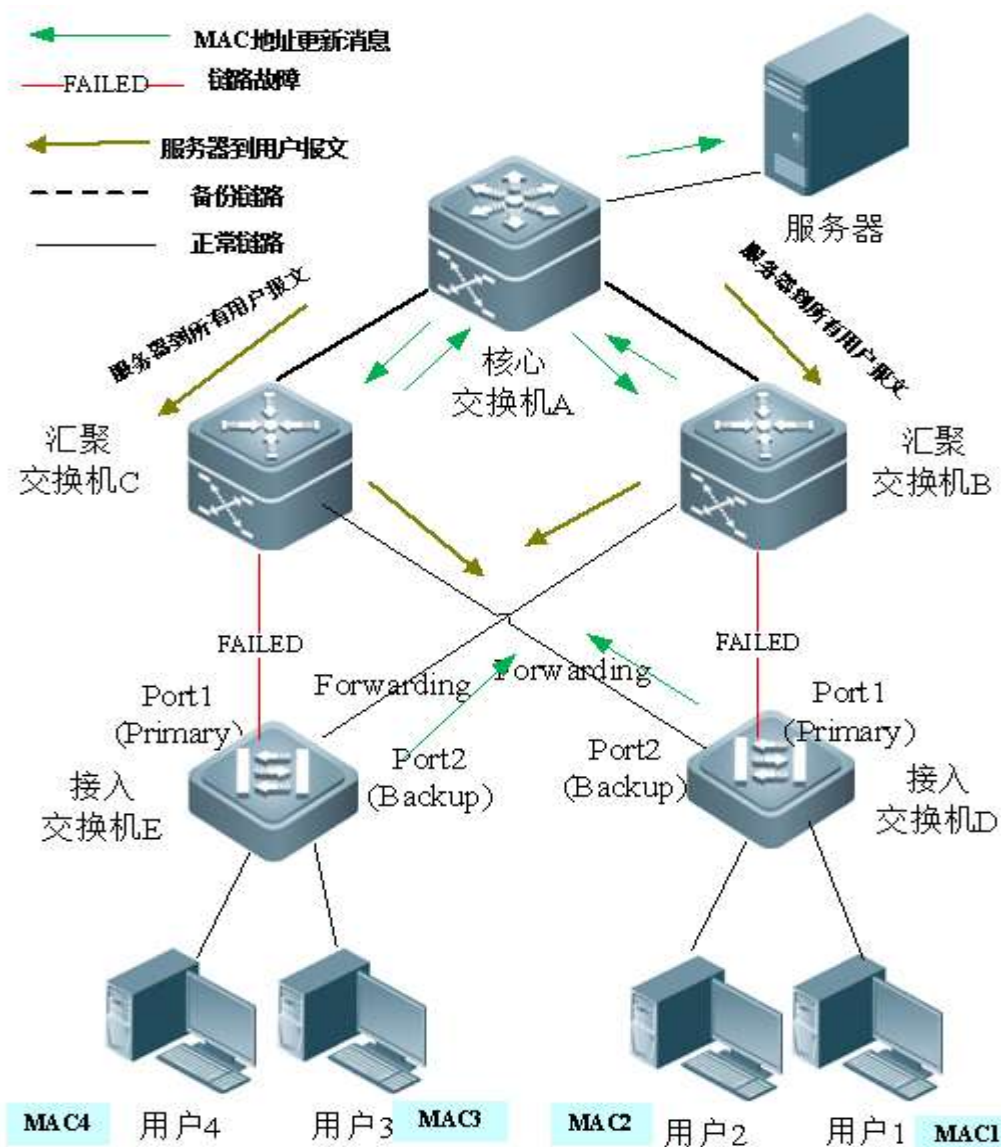 MAC地址更新消息
FAILED
链路故障
服务器到用户报文
备份链路
正常链路
服务器
服务器到所有用户报文
服务器到所有用户报文
核心
交换机A
汇聚
交换机C
汇聚
交换机B
FAILED
FAILED
Forwarding
Forwarding
Port1
(Primary)
Port1
(Primary)
Port2
(Backup)
Port2
(Backup)
接入
交换机E
接入
交换机D
MAC4
用户4
用户3
MAC3
MAC2
用户2
用户1
MAC1